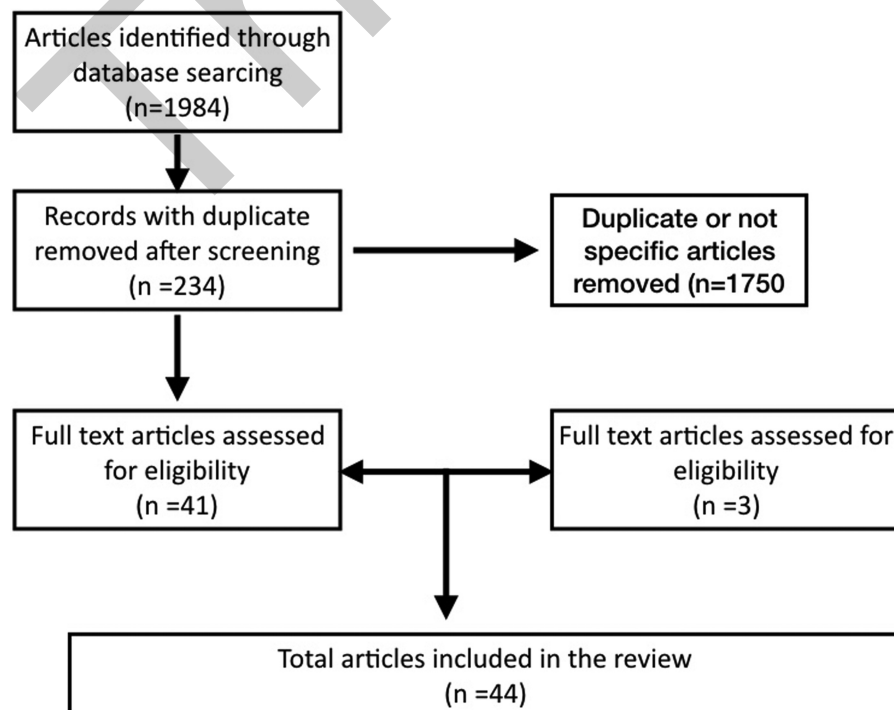 Articles identified through
database searcing
(n=1984)
Records with duplicate
removed after screening
(n =234)
Duplicate or not
specific articles
removed (n=1750
Full text articles assessed
for eligibility
(n =41)
Full text articles assessed for
eligibility
(n =3)
Total articles included in the review
(n =44)